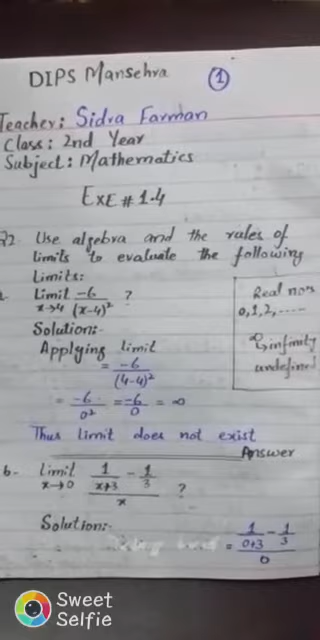 DIPS Mansehra ①
Teacher: Sidra Farman
Class: 2nd Year
Subject: Mathematics
EXE # 1.4
Q2. Use algebra and the rules of
limits to evaluate the following
Limits:
Limit x→4 -6/(x-4)² ?
Solution:-
Applying limit
= -6/(4-4)²
= -6/0² = -6/0 = ∞
Real no's
0,1,2,.....
∞ infinity
undefined
Thus limit does not exist
Answer
b- Limit x→0 (1/(x+3) - 1/3)/x ?
Solution:-
= (1/(0+3) - 1/3)/0
Sweet
Selfie